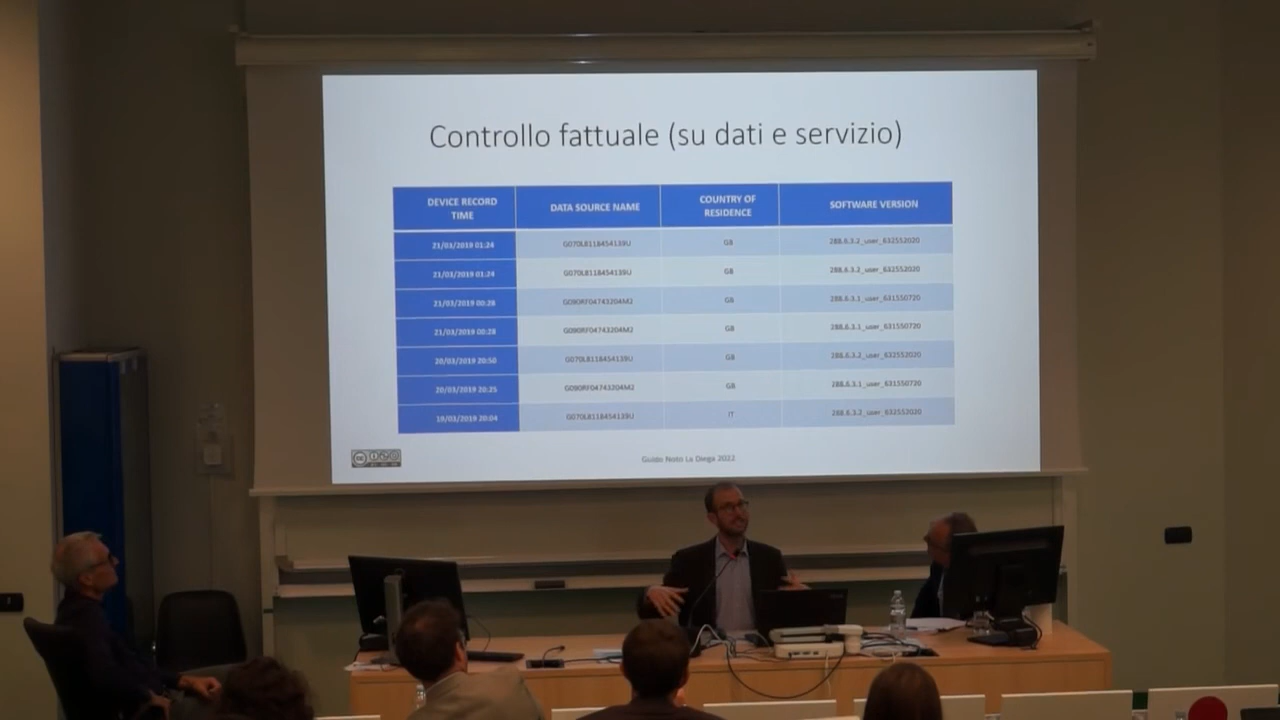 Controllo fattuale (su dati e servizio)
DEVICE RECORD TIME DATA SOURCE NAME COUNTRY OF RESIDENCE SOFTWARE VERSION
21/03/2019 01:24 G070L8118454139U GB 288.6.3.2_user_632552020
21/03/2019 01:24 G070L8118454139U GB 288.6.3.2_user_632552020
21/03/2019 00:28 G090RF04743204M2 GB 288.6.3.1_user_631550720
21/03/2019 00:28 G090RF04743204M2 GB 288.6.3.1_user_631550720
20/03/2019 20:50 G070L8118454139U GB 288.6.3.2_user_632552020
20/03/2019 20:25 G090RF04743204M2 GB 288.6.3.1_user_631550720
19/03/2019 20:04 G070L8118454139U IT 288.6.3.2_user_632552020
Guido Noto La Diega 2022